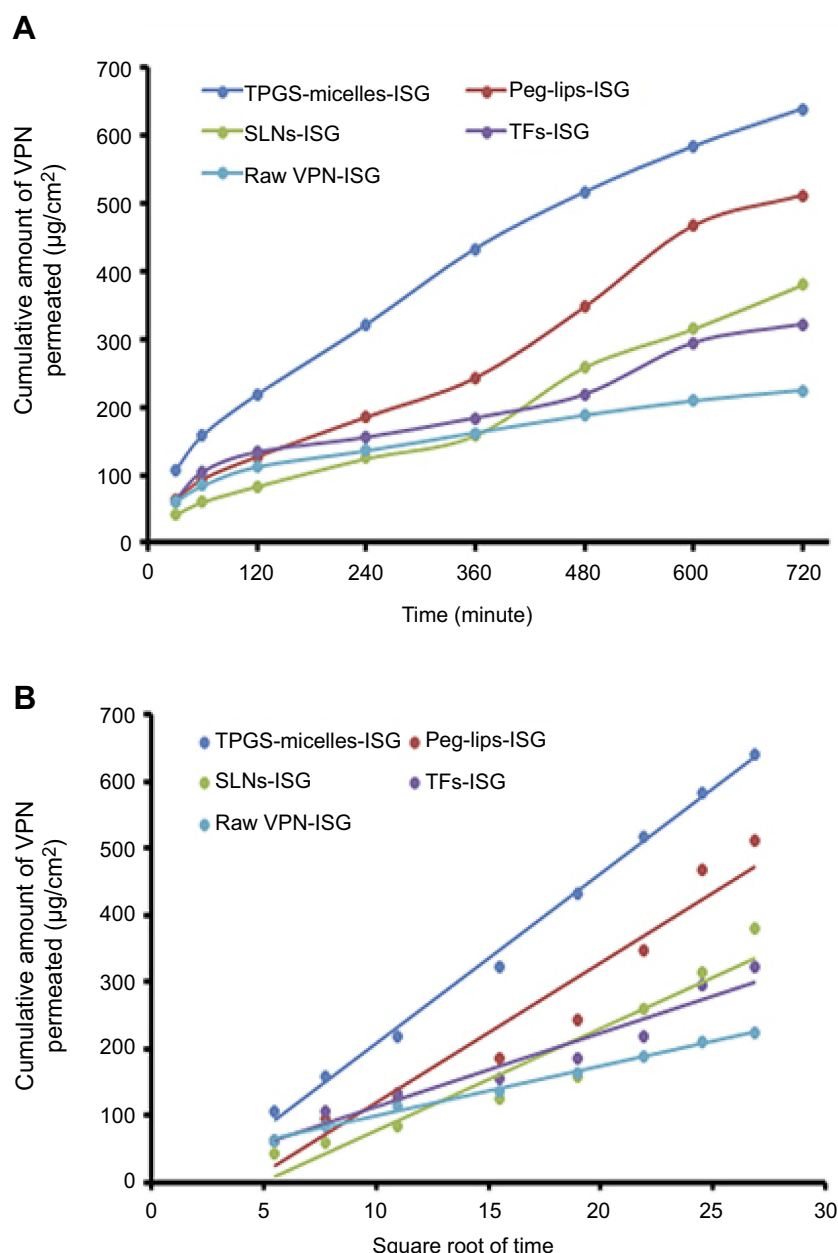 A
700
600
500
400
300
200
100
0
Cumulative amount of VPN
permeated (µg/cm²)
TPGS-micelles-ISG
Peg-lips-ISG
SLNs-ISG
TFs-ISG
Raw VPN-ISG
0 120 240 360 480 600 720
Time (minute)
B
700
600
500
400
300
200
100
0
Cumulative amount of VPN
permeated (µg/cm²)
TPGS-micelles-ISG
Peg-lips-ISG
SLNs-ISG
TFs-ISG
Raw VPN-ISG
0 5 10 15 20 25 30
Square root of time